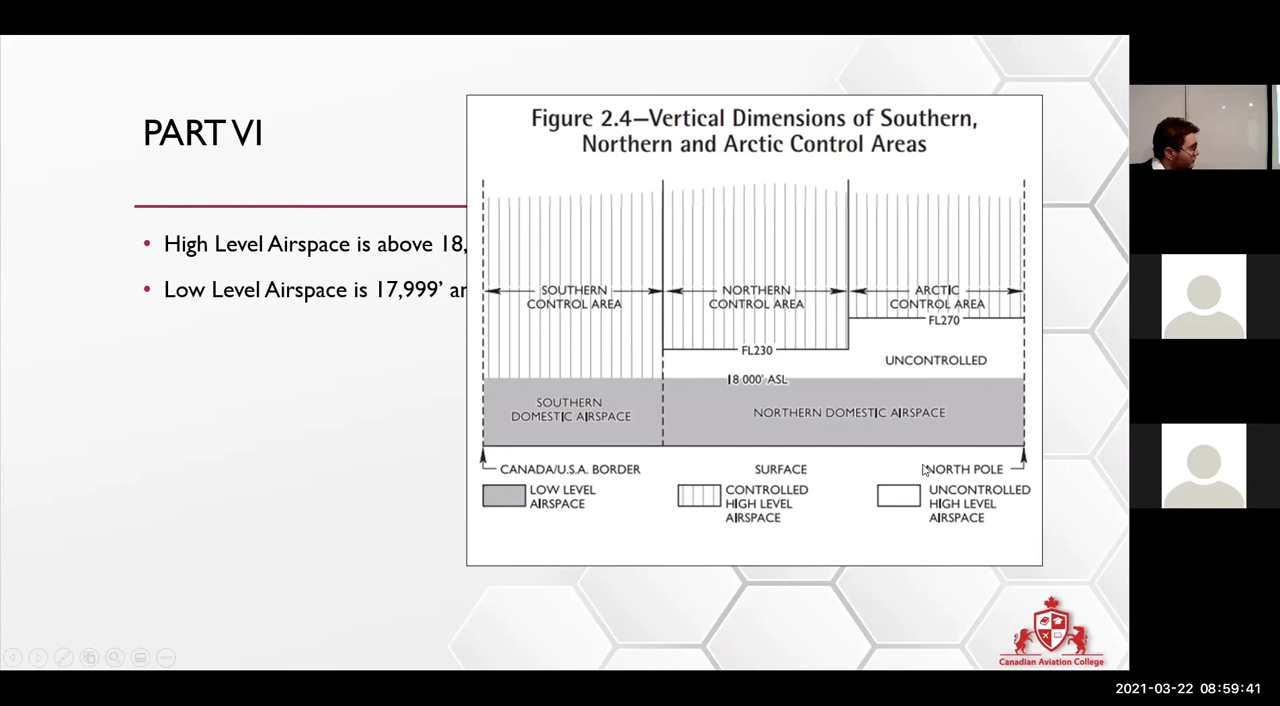 PART VI
High Level Airspace is above 18,
Low Level Airspace is 17,999’
Figure 2.4—Vertical Dimensions of Southern,
Northern and Arctic Control Areas
SOUTHERN
CONTROL AREA
NORTHERN
CONTROL AREA
ARCTIC
CONTROL AREA
FL270
FL230
UNCONTROLLED
18 000' ASL
SOUTHERN
DOMESTIC AIRSPACE
NORTHERN DOMESTIC AIRSPACE
CANADA/U.S.A. BORDER
SURFACE
NORTH POLE
LOW LEVEL
AIRSPACE
CONTROLLED
HIGH LEVEL
AIRSPACE
UNCONTROLLED
HIGH LEVEL
AIRSPACE
Canadian Aviation College
2021-03-22 08:59:41